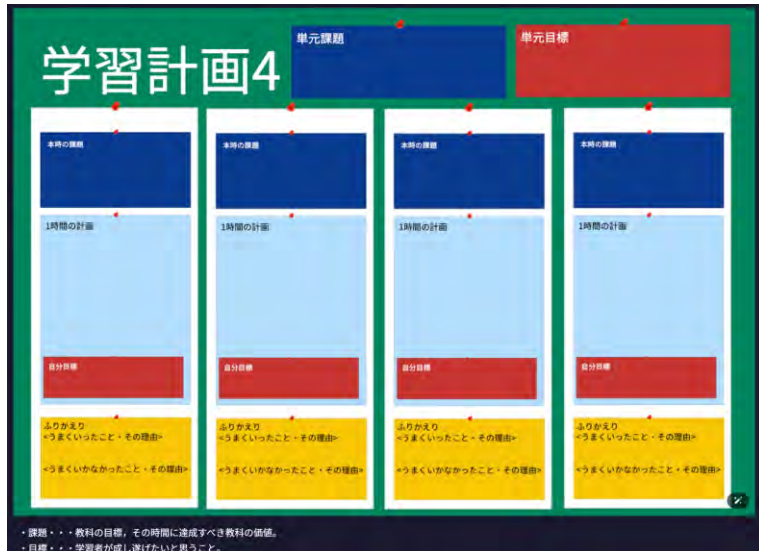 学習計画4
単元課題
単元目標
本時の課題
1時間の計画
自分目標
ふりかえり
<うまくいったこと・その理由>
<うまくいかなかったこと・その理由>
本時の課題
1時間の計画
自分目標
ふりかえり
<うまくいったこと・その理由>
<うまくいかなかったこと・その理由>
本時の課題
1時間の計画
自分目標
ふりかえり
<うまくいったこと・その理由>
<うまくいかなかったこと・その理由>
本時の課題
1時間の計画
自分目標
ふりかえり
<うまくいったこと・その理由>
<うまくいかなかったこと・その理由>
・課題・・・教科の目標，その時間に達成すべき教科の価値。
・目標・・・学習者が成し遂げたいと思うこと。